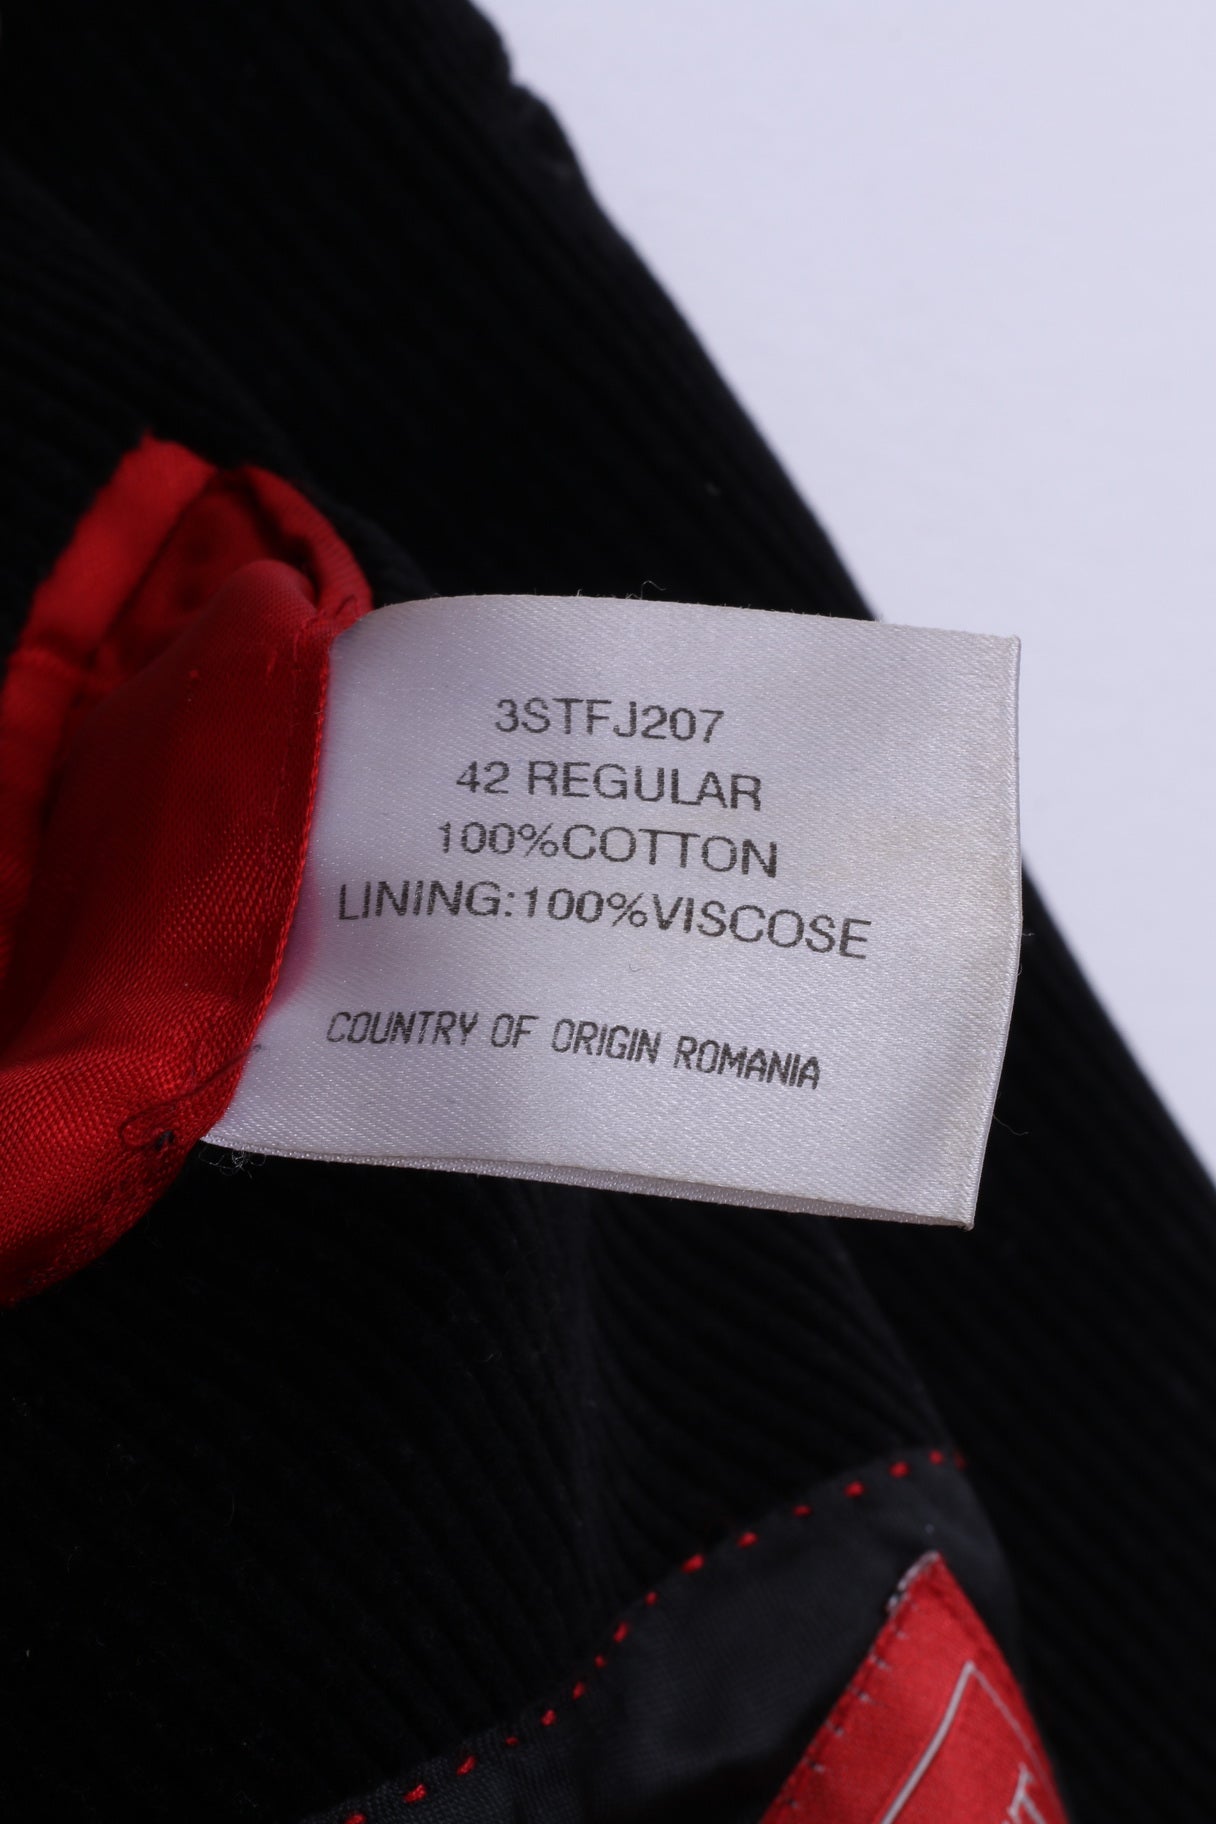 3STFJ207
42 REGULAR
100%COTTON
LINING:100%VISCOSE
COUNTRY OF ORIGIN ROMANIA